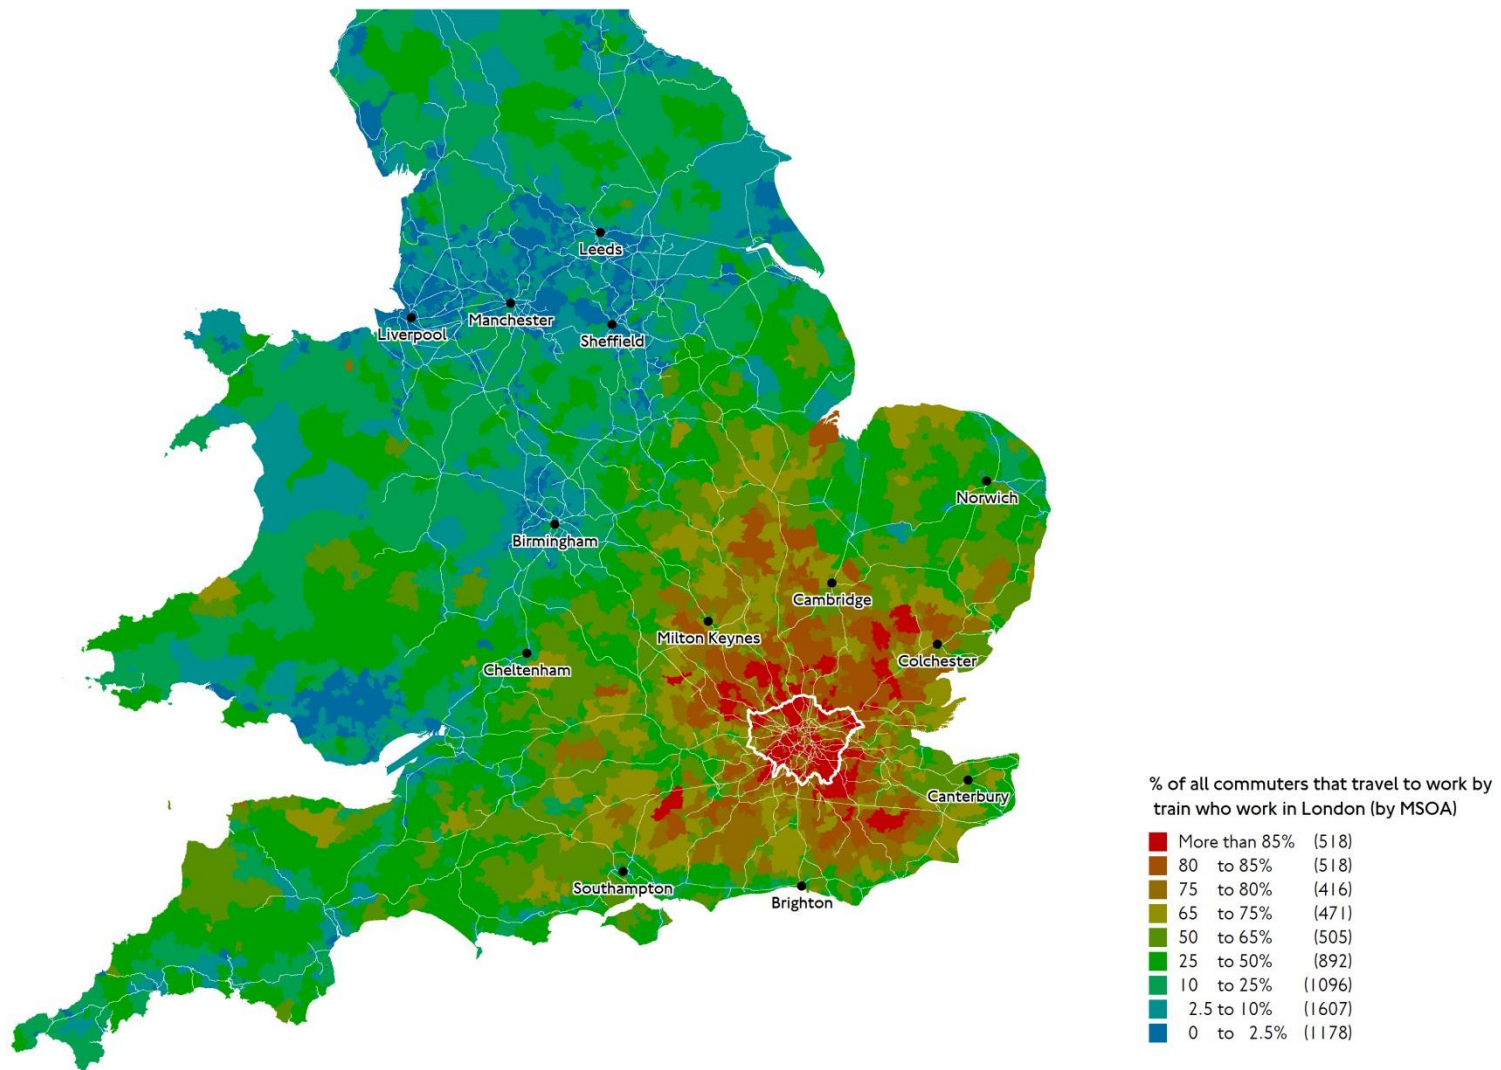 Leeds
Manchester
Liverpool
Sheffield
Norwich
Birmingham
Cambridge
Milton Keynes
Colchester
Cheltenham
Canterbury
Southampton
Brighton
% of all commuters that travel to work by
train who work in London (by MSOA)
More than 85% (518)
80 to 85% (518)
75 to 80% (416)
65 to 75% (471)
50 to 65% (505)
25 to 50% (892)
10 to 25% (1096)
2.5 to 10% (1607)
0 to 2.5% (1178)